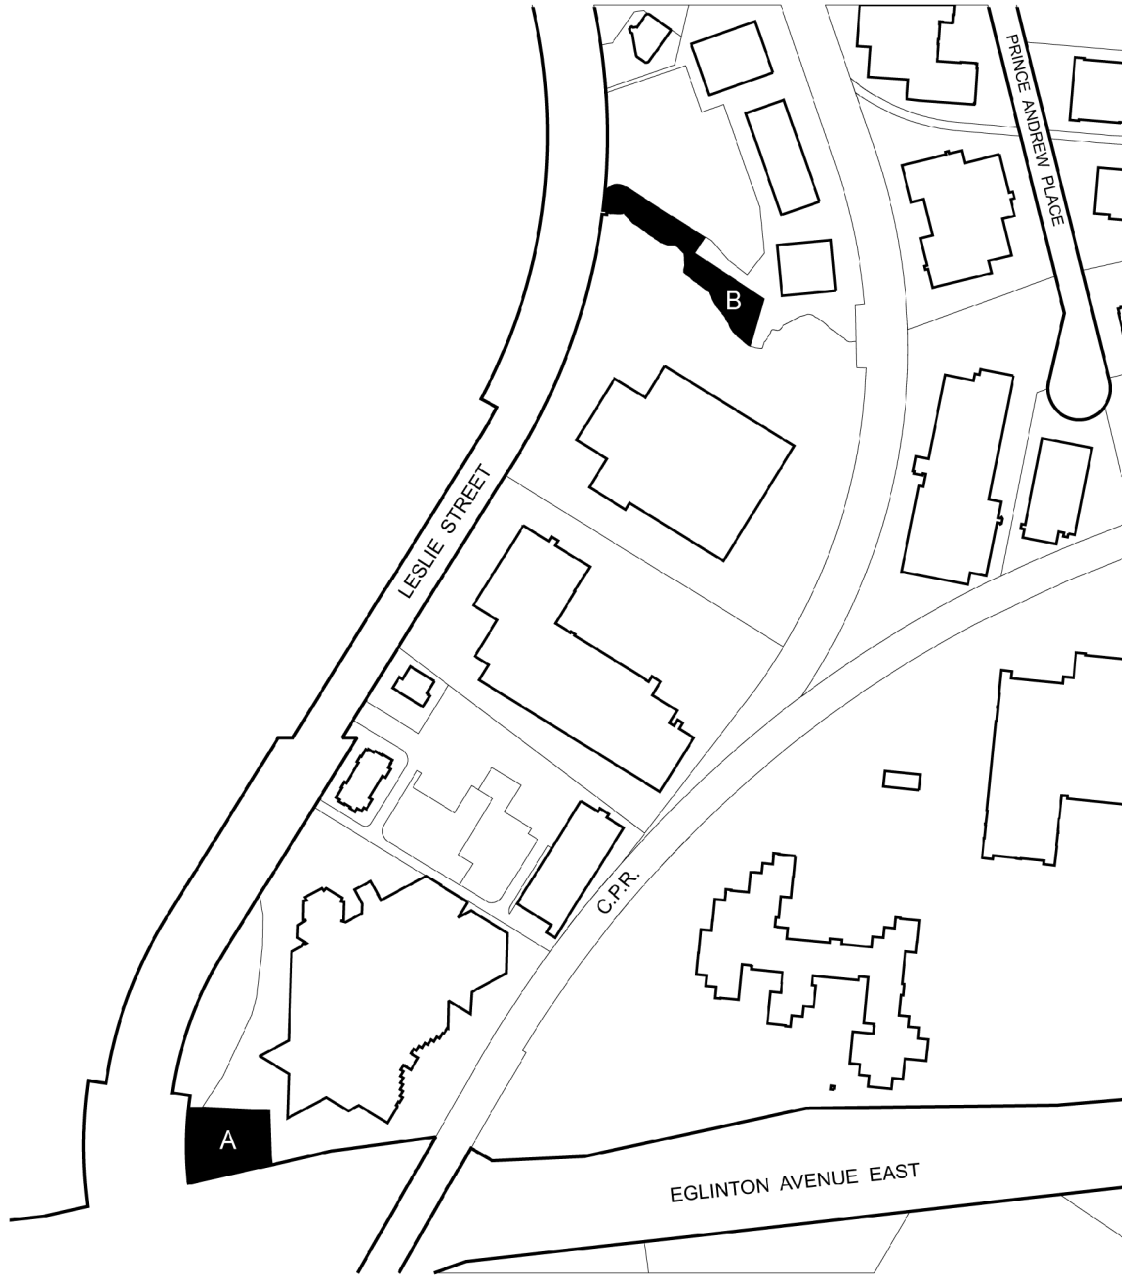 PRINCE ANDREW PLACE
B
LESLIE STREET
C.P.R.
A
EGLINTON AVENUE EAST